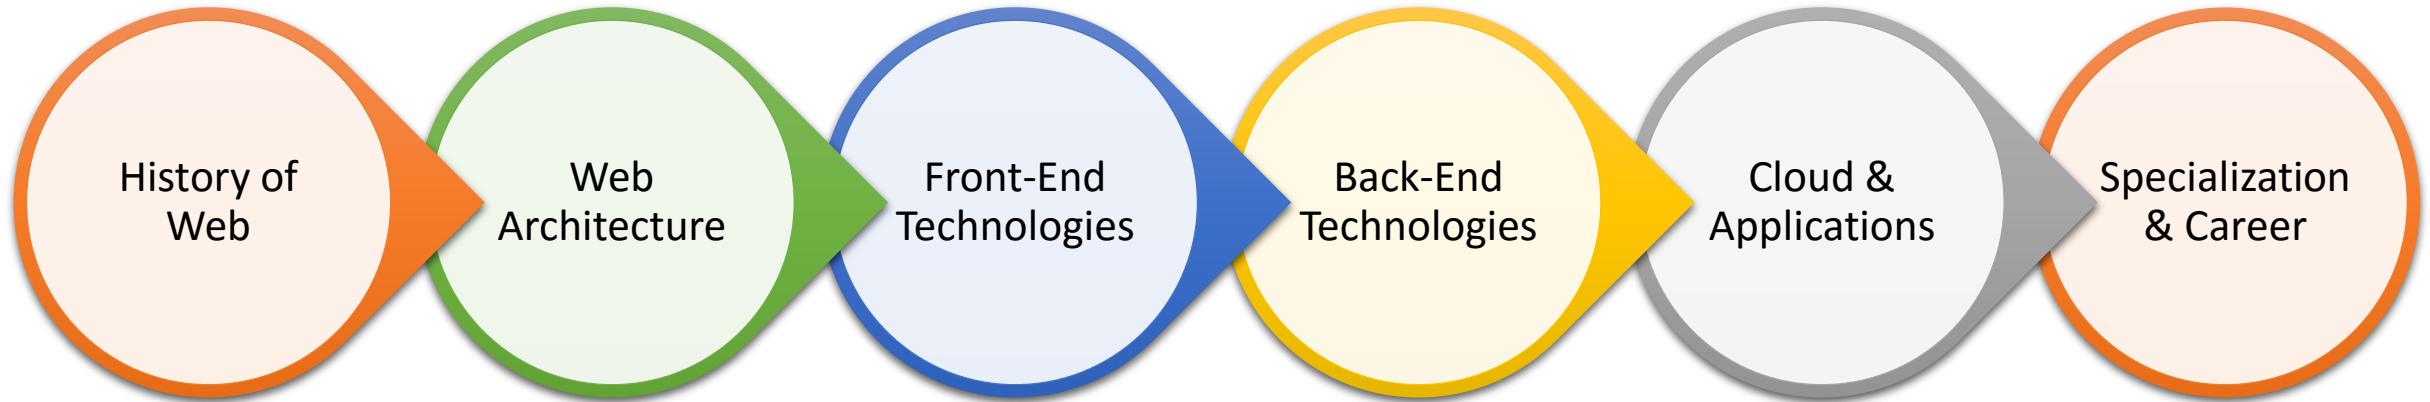 History of
Web
Web
Architecture
Front-End
Technologies
Back-End
Technologies
Cloud &
Applications
Specialization
& Career